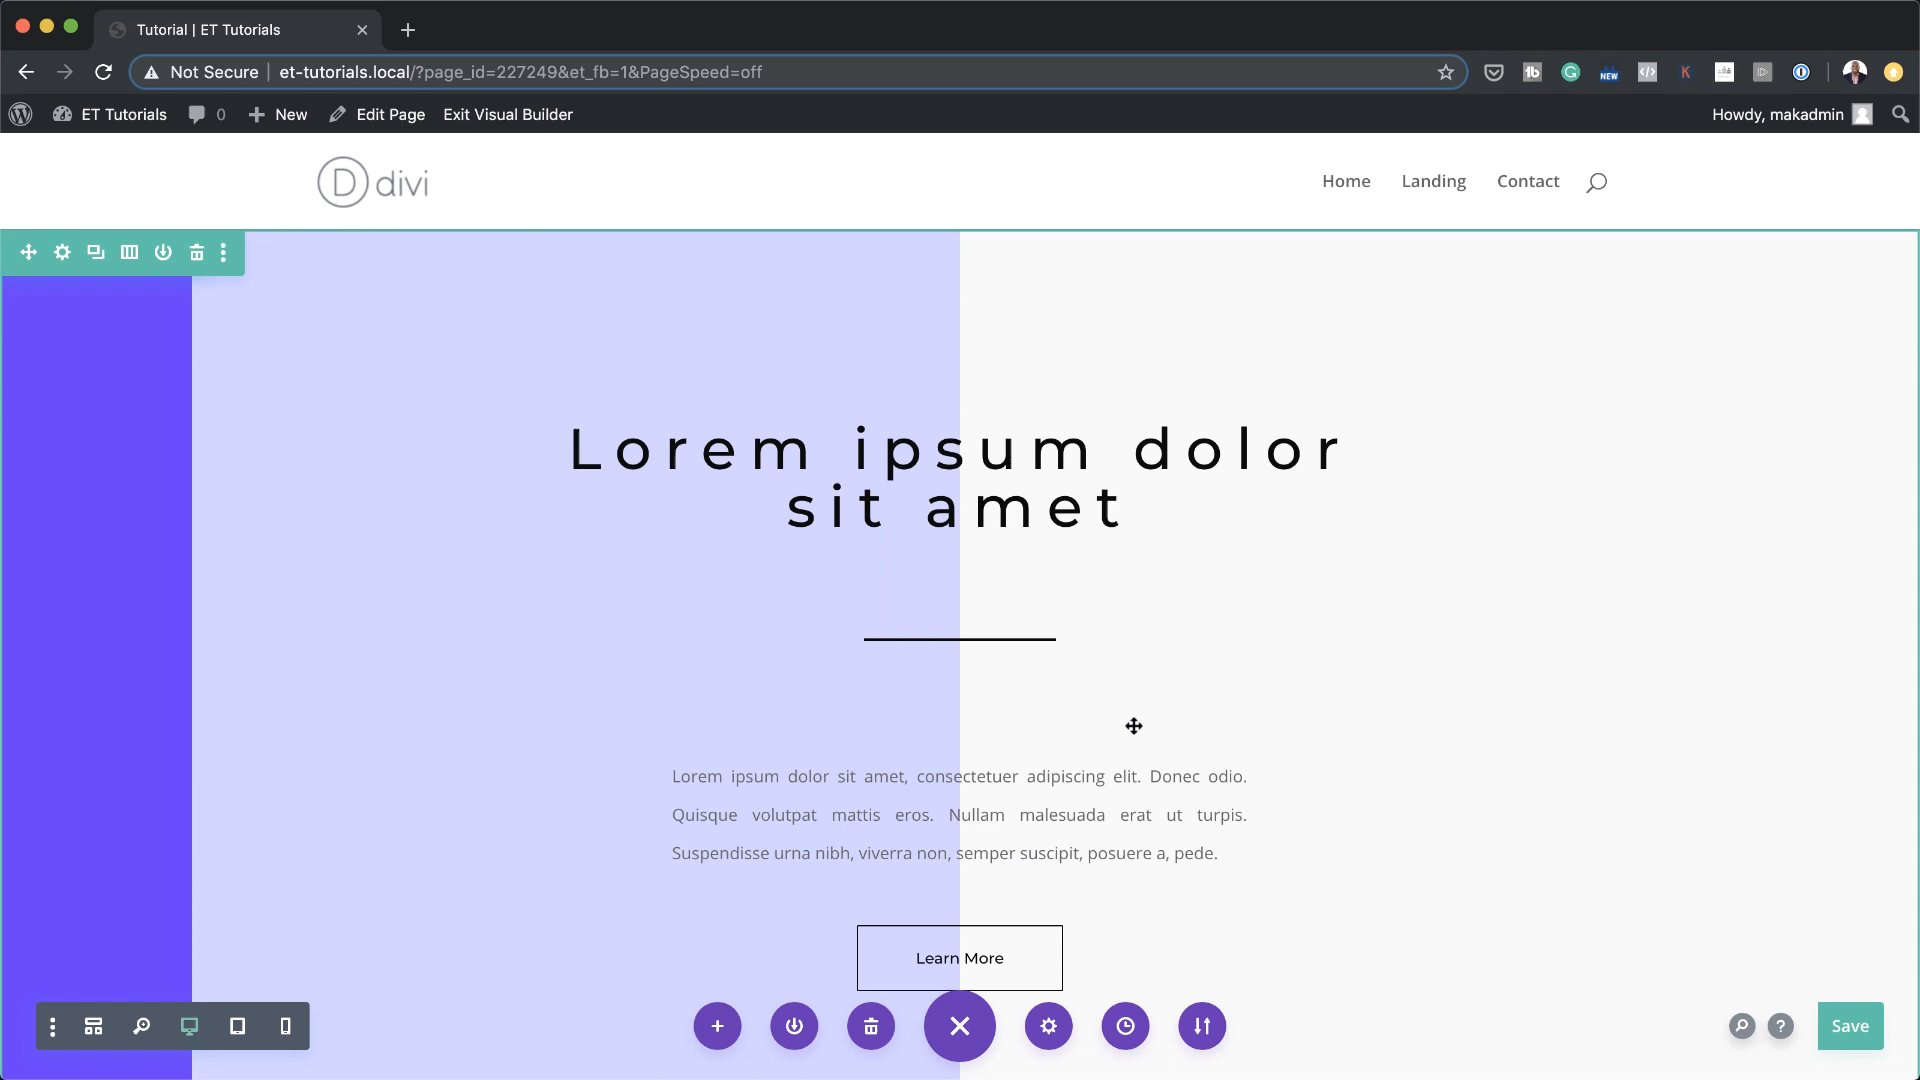 Tutorial | ET Tutorials
Not Secure | et-tutorials.local/?page_id=227249&et_fb=1&PageSpeed=off
NEW
ET Tutorials 0 New Edit Page Exit Visual Builder Howdy, makadmin
D divi
Home Landing Contact
Lorem ipsum dolor
sit amet
Lorem ipsum dolor sit amet, consectetuer adipiscing elit. Donec odio.
Quisque volutpat mattis eros. Nullam malesuada erat ut turpis.
Suspendisse urna nibh, viverra non, semper suscipit, posuere a, pede.
Learn More
Save